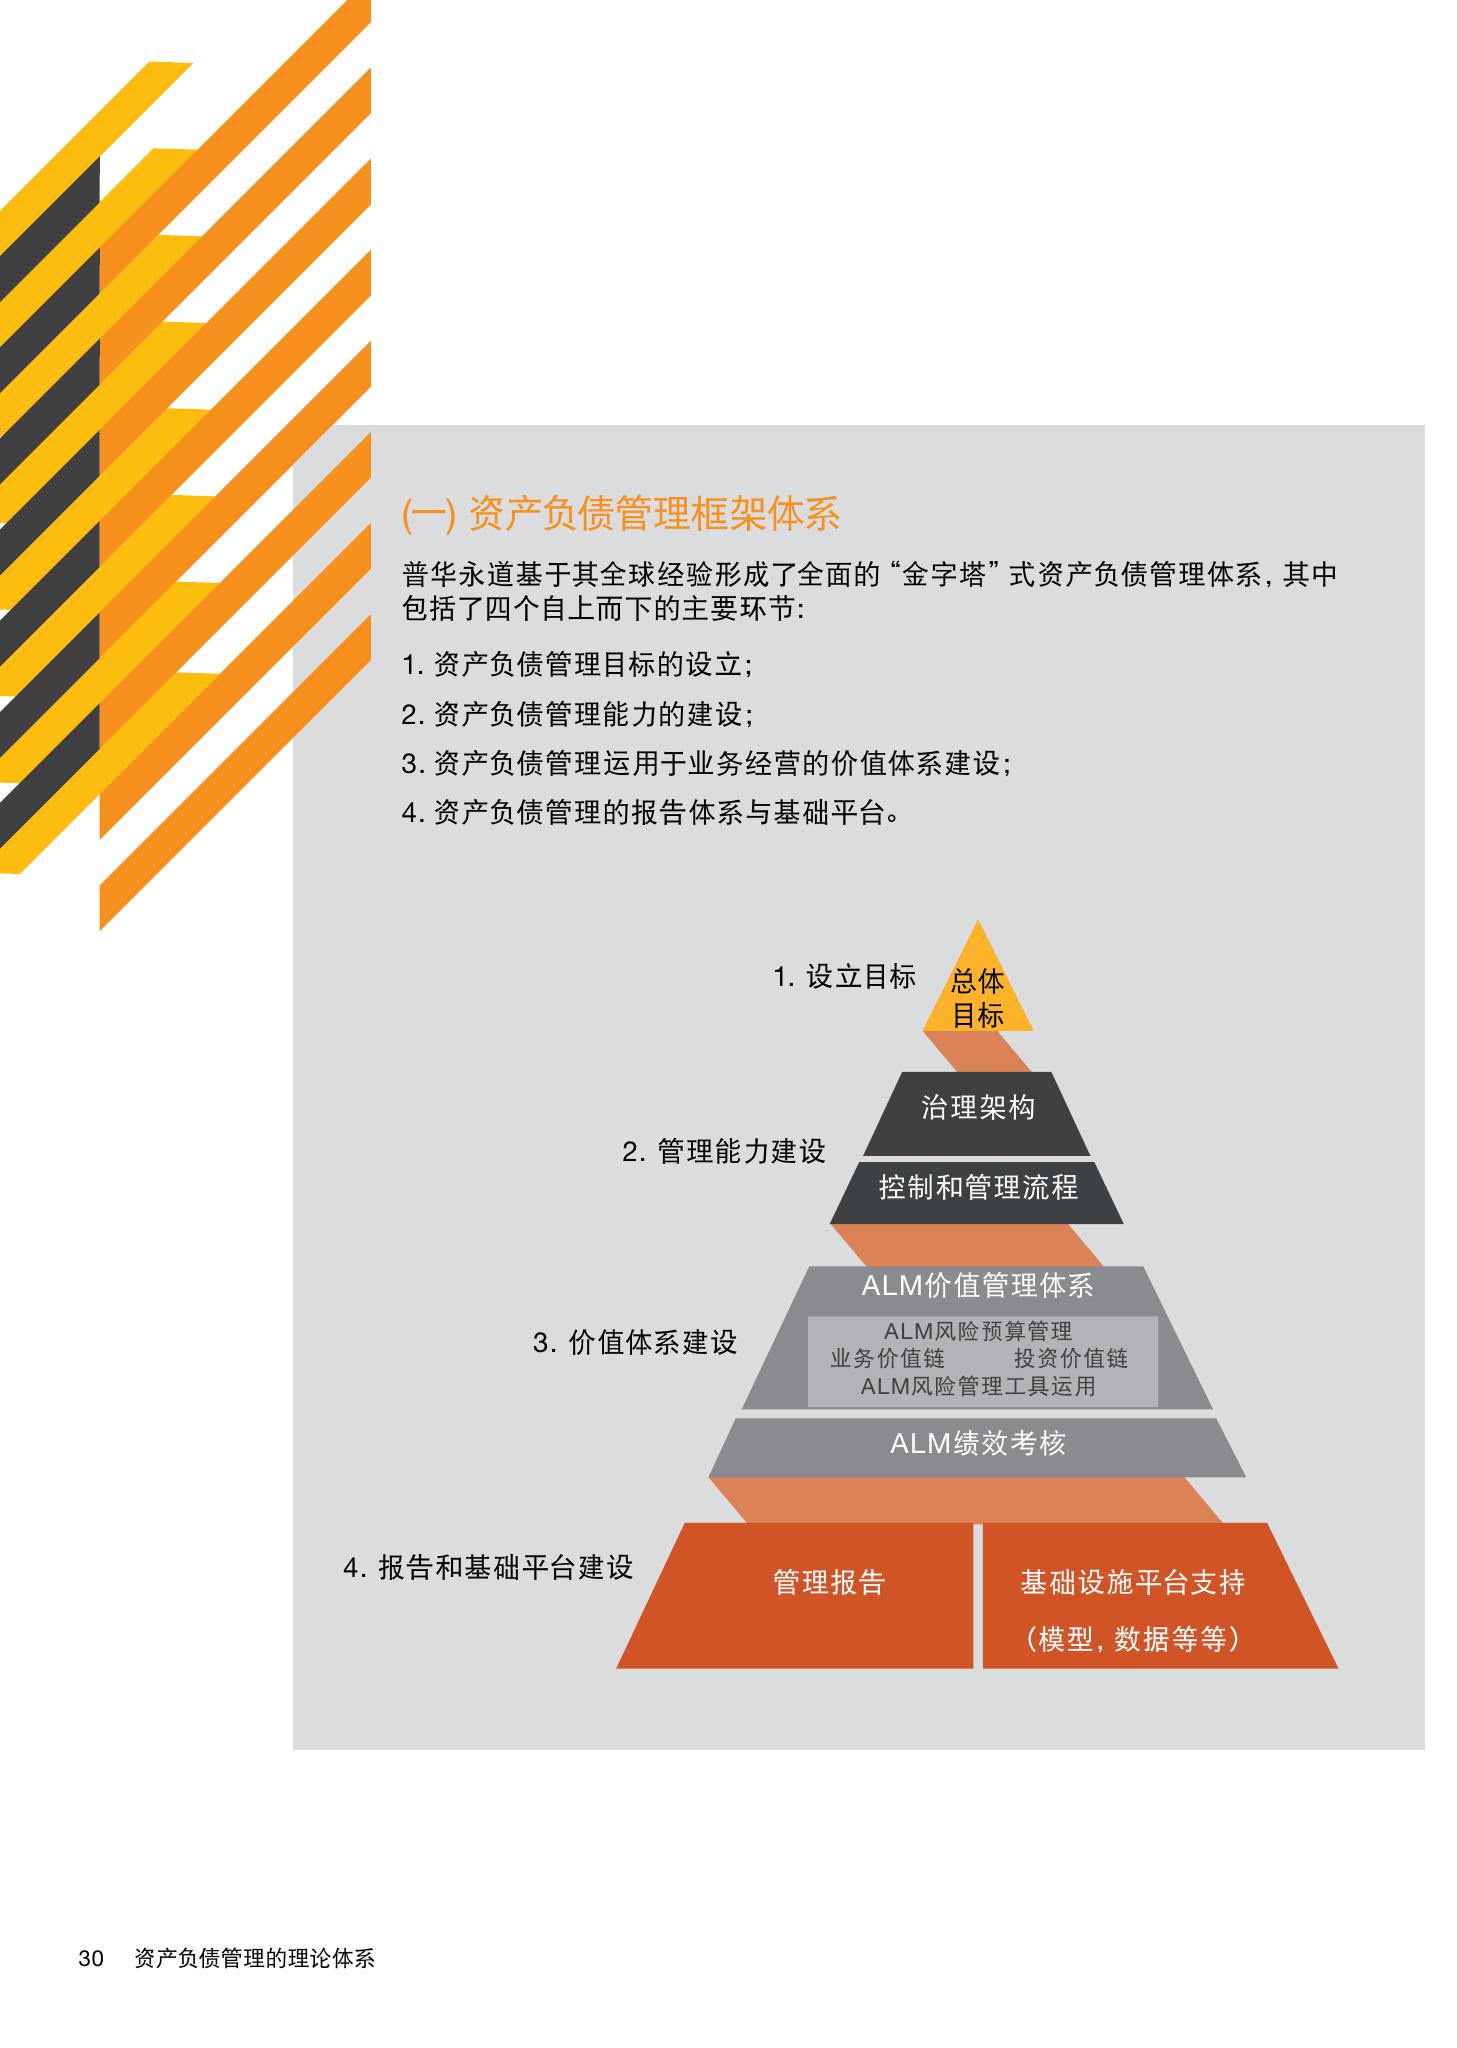 (一) 资产负债管理框架体系
普华永道基于其全球经验形成了全面的“金字塔”式资产负债管理体系，其中
包括了四个自上而下的主要环节：
1. 资产负债管理目标的设立；
2. 资产负债管理能力的建设；
3. 资产负债管理运用于业务经营的价值体系建设；
4. 资产负债管理的报告体系与基础平台。
1. 设立目标
总体
目标
治理架构
2. 管理能力建设
控制和管理流程
ALM价值管理体系
3. 价值体系建设
ALM风险预算管理
业务价值链 投资价值链
ALM风险管理工具运用
ALM绩效考核
4. 报告和基础平台建设
管理报告
基础设施平台支持
（模型，数据等等）
30 资产负债管理的理论体系